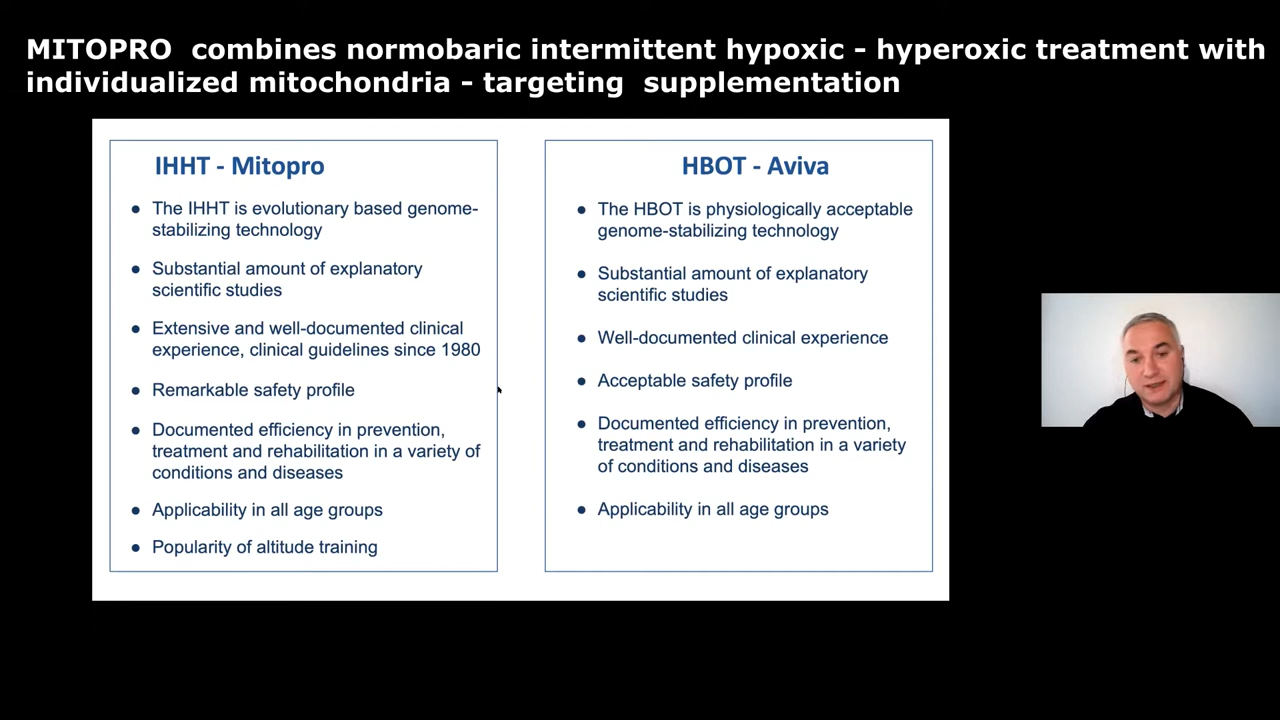 MITOPRO combines normobaric intermittent hypoxic - hyperoxic treatment with
individualized mitochondria - targeting supplementation
IHHT - Mitopro
● The IHHT is evolutionary based genome-
stabilizing technology
● Substantial amount of explanatory
scientific studies
● Extensive and well-documented clinical
experience, clinical guidelines since 1980
● Remarkable safety profile
● Documented efficiency in prevention,
treatment and rehabilitation in a variety of
conditions and diseases
● Applicability in all age groups
● Popularity of altitude training
HBOT - Aviva
● The HBOT is physiologically acceptable
genome-stabilizing technology
● Substantial amount of explanatory
scientific studies
● Well-documented clinical experience
● Acceptable safety profile
● Documented efficiency in prevention,
treatment and rehabilitation in a variety
of conditions and diseases
● Applicability in all age groups